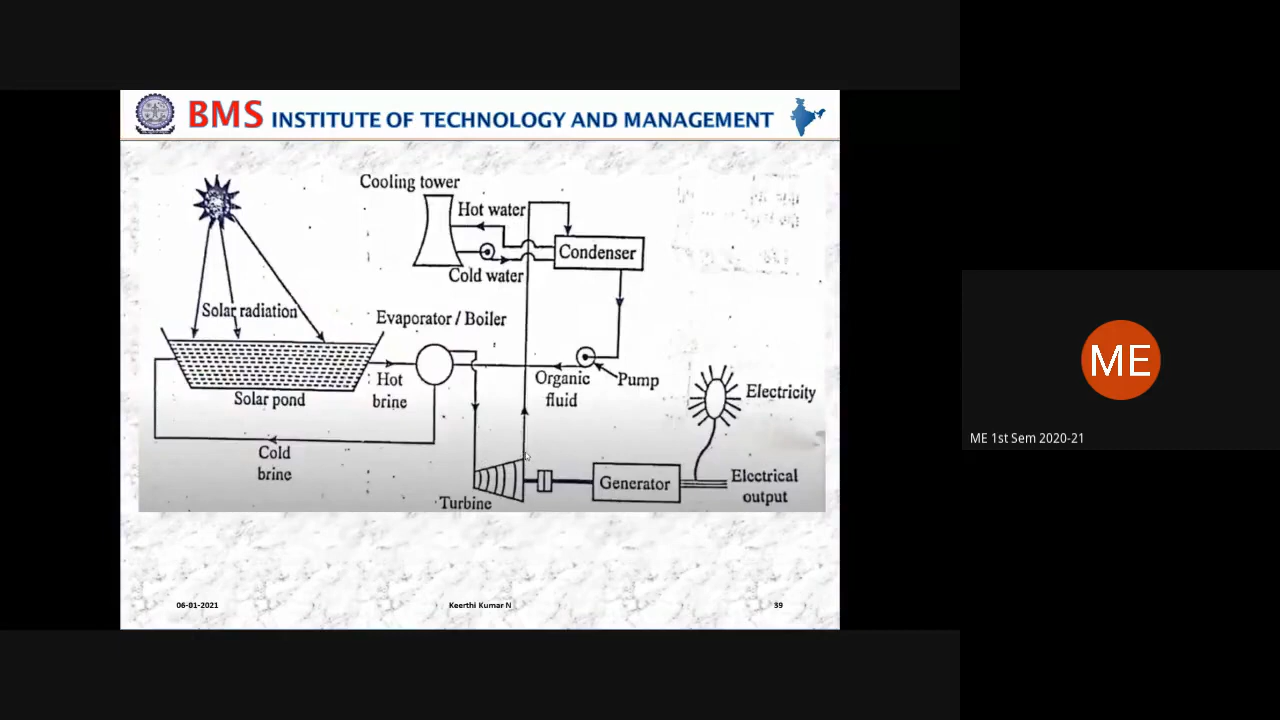 BMS INSTITUTE OF TECHNOLOGY AND MANAGEMENT
Cooling tower
Hot water
Condenser
Cold water
Solar radiation
Evaporator / Boiler
Hot
brine
Organic
fluid
Pump
Electricity
Solar pond
Cold
brine
Generator
Electrical
output
Turbine
06-01-2021
Keerthi Kumar N
39
ME
ME 1st Sem 2020-21